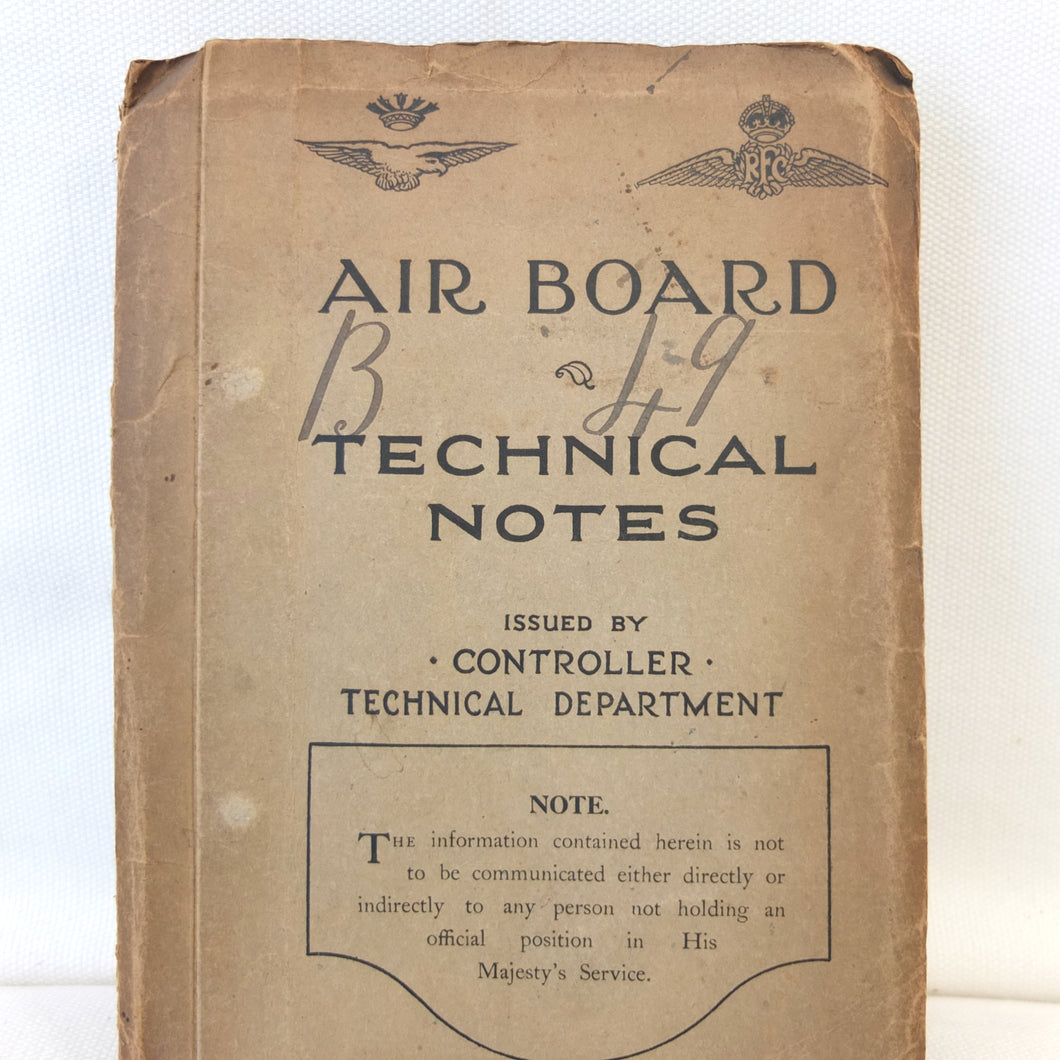 RFC
AIR BOARD
B 49
TECHNICAL
NOTES
ISSUED BY
· CONTROLLER ·
TECHNICAL DEPARTMENT
NOTE.
THE information contained herein is not
to be communicated either directly or
indirectly to any person not holding an
official position in His
Majesty's Service.